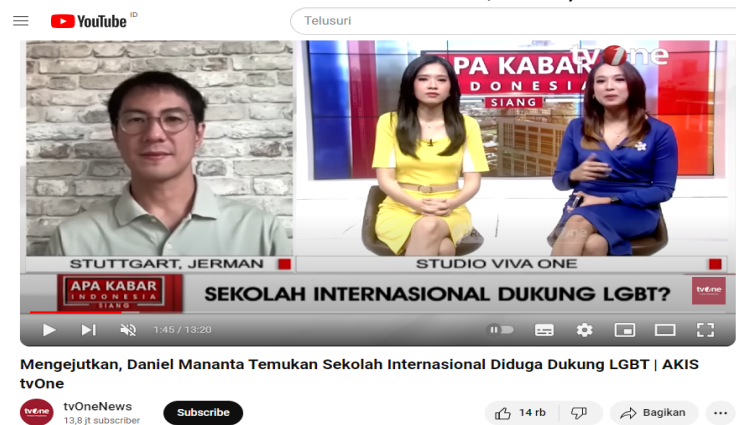 YouTube ID
Telusuri
tvOne
APA KABAR
INDONESIA
SIANG
STUTTGART, JERMAN
STUDIO VIVA ONE
APA KABAR
INDONESIA
SIANG
SEKOLAH INTERNASIONAL DUKUNG LGBT?
tvOne
1:45 / 13:20
Mengejutkan, Daniel Mananta Temukan Sekolah Internasional Diduga Dukung LGBT | AKIS
tvOne
tvOne
tvOneNews
13,8 jt subscriber
Subscribe
14 rb
Bagikan